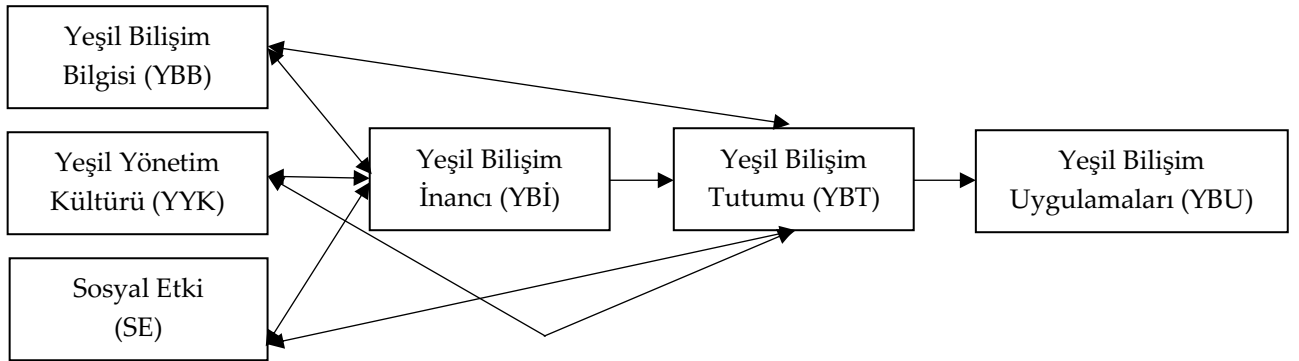 Yeşil Bilişim
Bilgisi (YBB)
Yeşil Yönetim
Kültürü (YYK)
Sosyal Etki
(SE)
Yeşil Bilişim
İnancı (YBİ)
Yeşil Bilişim
Tutumu (YBT)
Yeşil Bilişim
Uygulamaları (YBU)